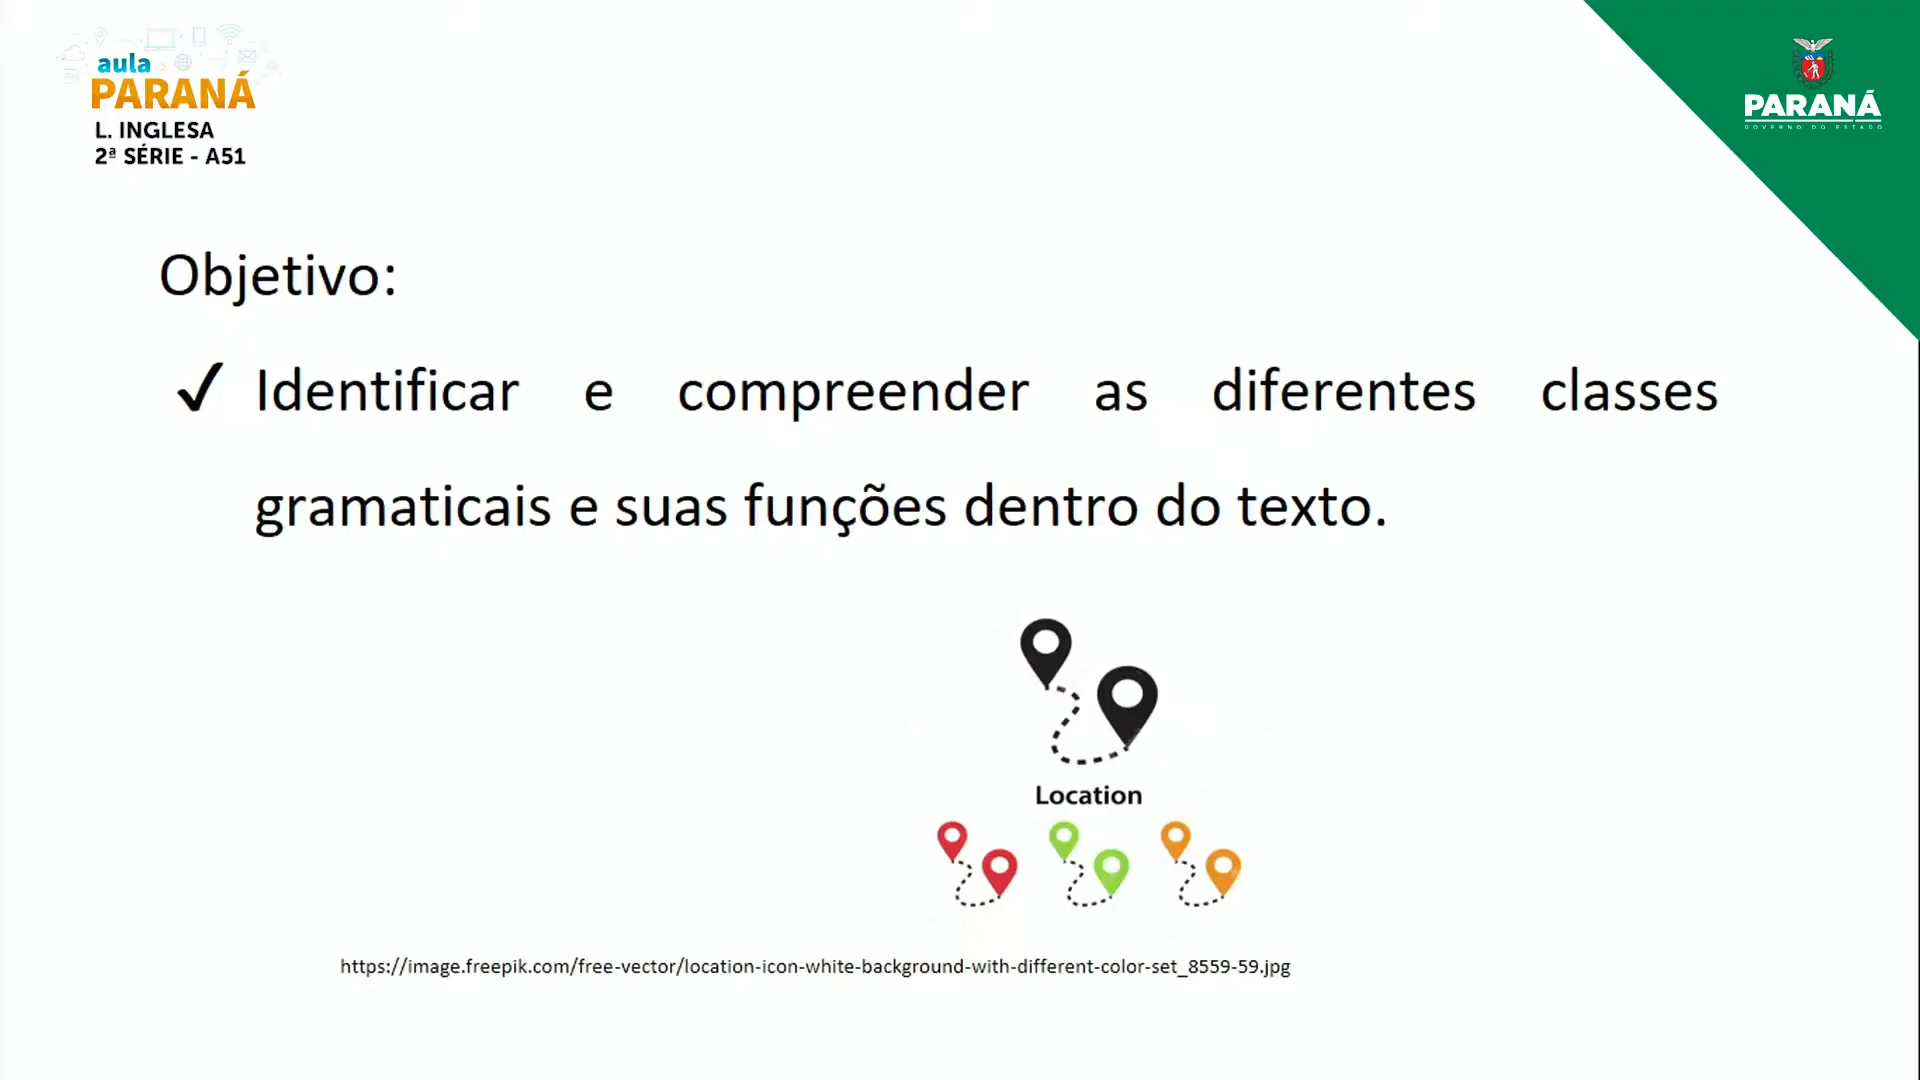 aula
PARANÁ
L. INGLESA
2ª SÉRIE - A51
PARANÁ
GOVERNO DO ESTADO
Objetivo:
✓ Identificar e compreender as diferentes classes
gramaticais e suas funções dentro do texto.
Location
https://image.freepik.com/free-vector/location-icon-white-background-with-different-color-set_8559-59.jpg